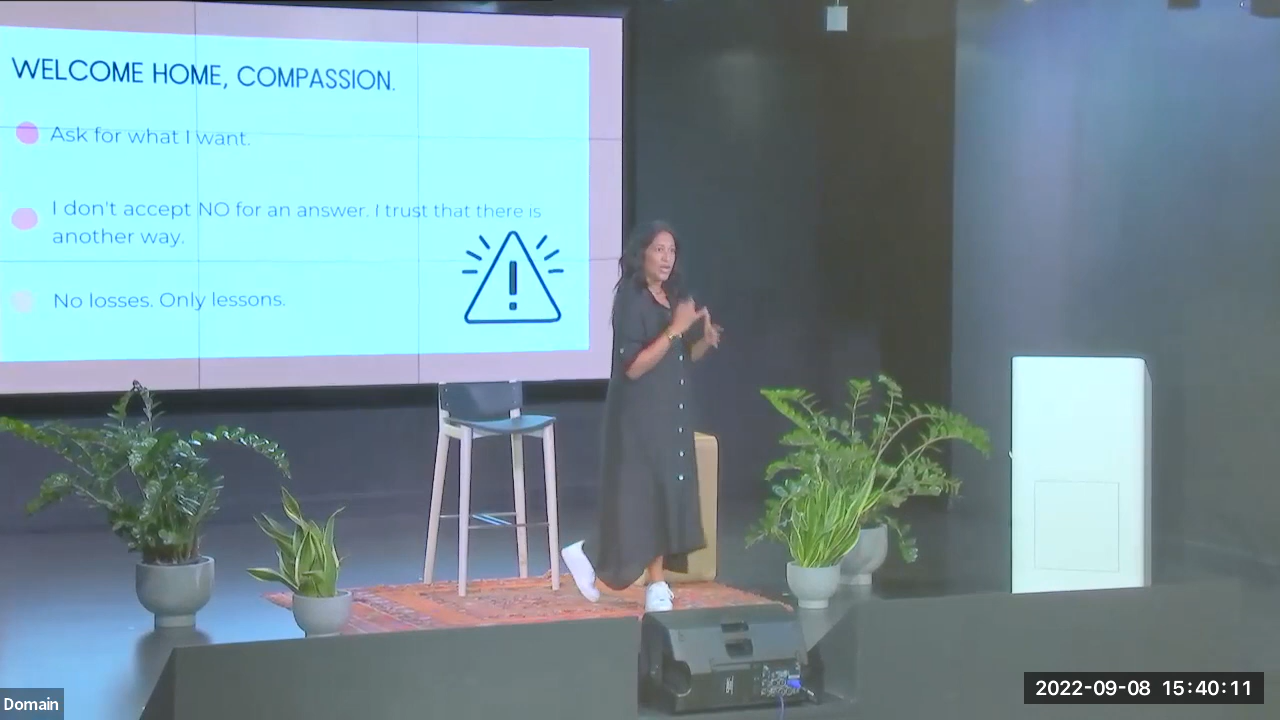 WELCOME HOME, COMPASSION.
Ask for what I want.
I don't accept NO for an answer. I trust that there is
another way.
No losses. Only lessons.
Domain
2022-09-08 15:40:11